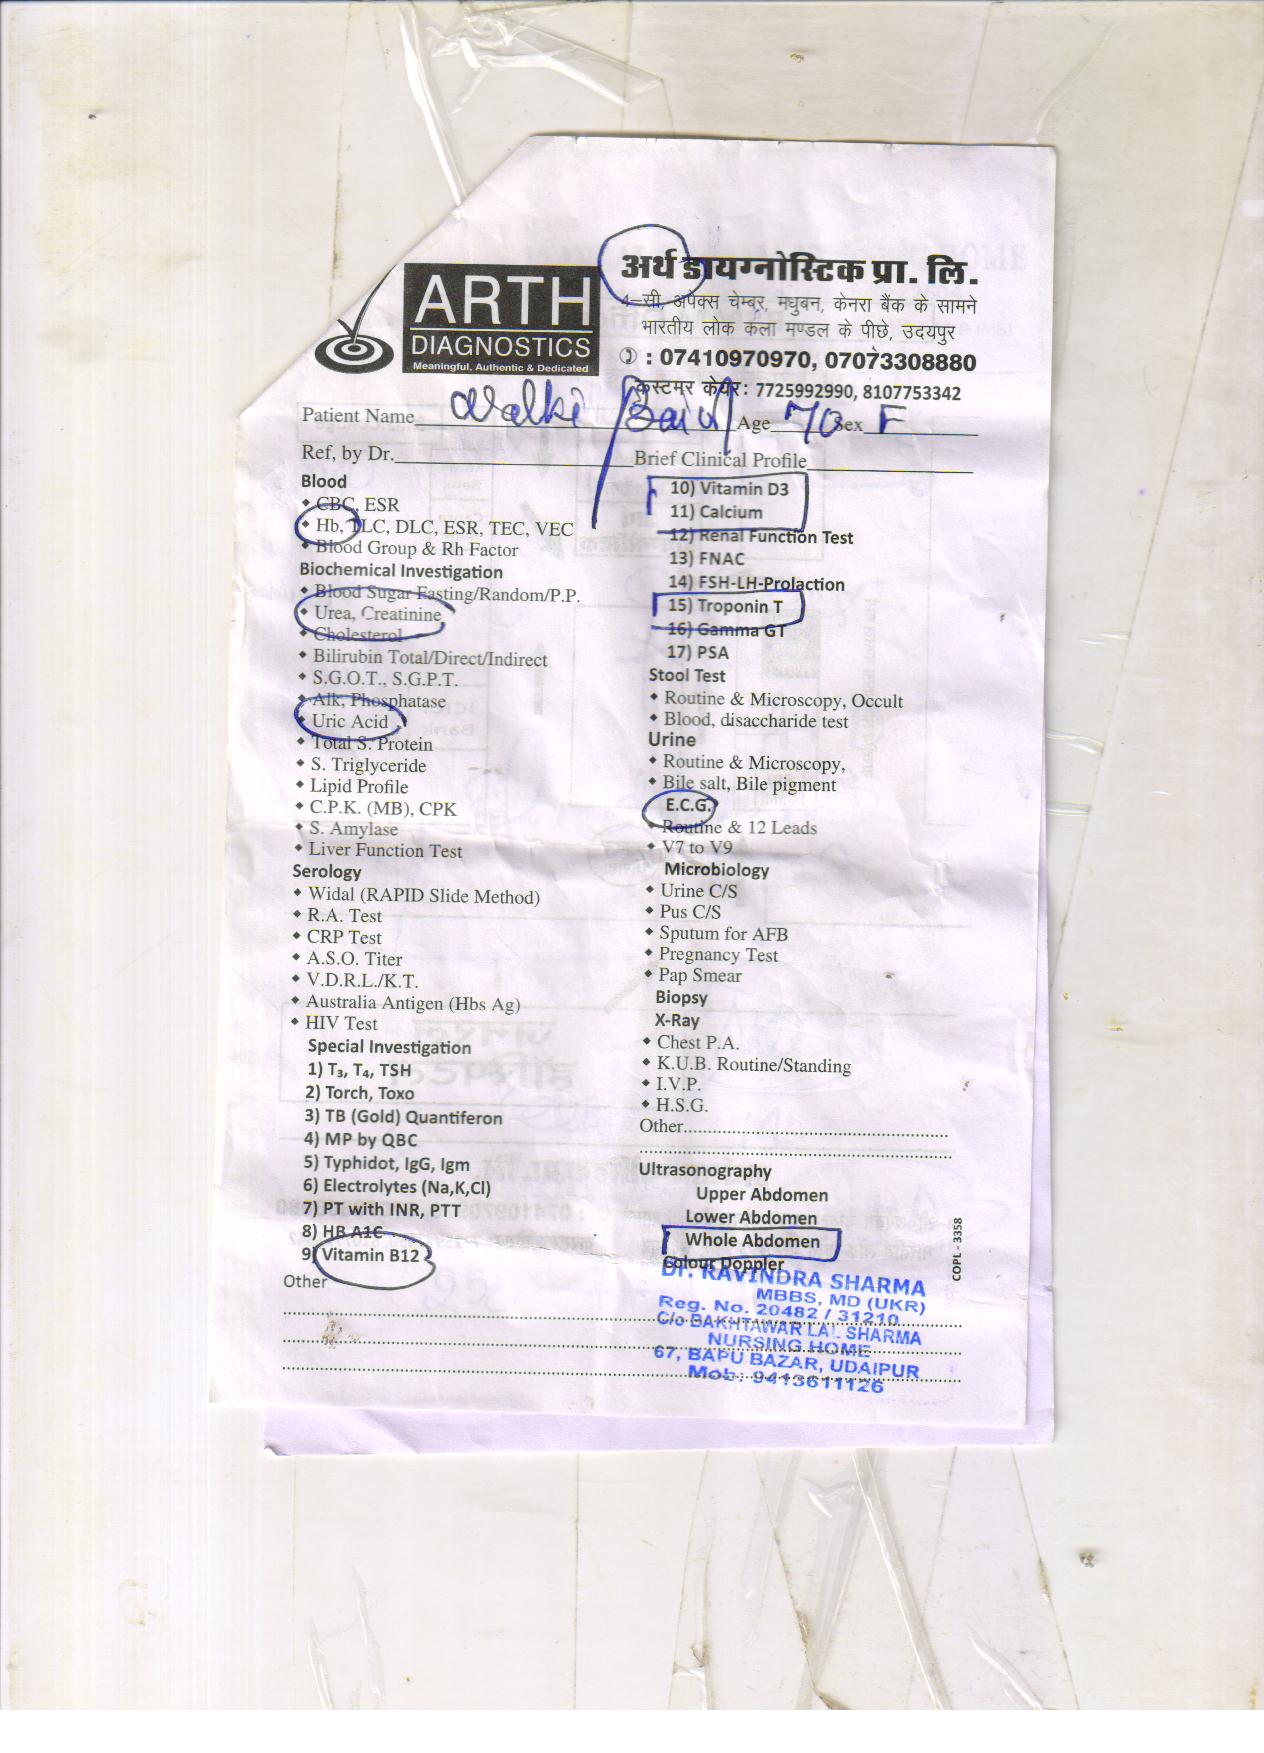 ARTH
DIAGNOSTICS
Meaningful, Authentic & Dedicated
अर्थ डायग्नोस्टिक प्रा. लि.
4–सी, अपेक्स चेम्बर, मधुबन, केनरा बैंक के सामने
भारतीय लोक कला मण्डल के पीछे, उदयपुर
: 07410970970, 07073308880
कस्टमर केयर: 7725992990, 8107753342
Patient Name Age 70 Sex F
Ref, by Dr. Brief Clinical Profile
Blood
CBC, ESR
Hb, TLC, DLC, ESR, TEC, VEC
Blood Group & Rh Factor
Biochemical Investigation
Blood Sugar Fasting/Random/P.P.
Urea, Creatinine
Cholesterol
Bilirubin Total/Direct/Indirect
S.G.O.T., S.G.P.T.
Alk, Phosphatase
Uric Acid
Total S. Protein
S. Triglyceride
Lipid Profile
C.P.K. (MB), CPK
S. Amylase
Liver Function Test
Serology
Widal (RAPID Slide Method)
R.A. Test
CRP Test
A.S.O. Titer
V.D.R.L./K.T.
Australia Antigen (Hbs Ag)
HIV Test
Special Investigation
1) T₃, T₄, TSH
2) Torch, Toxo
3) TB (Gold) Quantiferon
4) MP by QBC
5) Typhidot, IgG, Igm
6) Electrolytes (Na,K,Cl)
7) PT with INR, PTT
8) HB A1C
9) Vitamin B12
Other
10) Vitamin D3
11) Calcium
12) Renal Function Test
13) FNAC
14) FSH-LH-Prolaction
15) Troponin T
16) Gamma GT
17) PSA
Stool Test
Routine & Microscopy, Occult
Blood, disaccharide test
Urine
Routine & Microscopy,
Bile salt, Bile pigment
E.C.G.
Routine & 12 Leads
V7 to V9
Microbiology
Urine C/S
Pus C/S
Sputum for AFB
Pregnancy Test
Pap Smear
Biopsy
X-Ray
Chest P.A.
K.U.B. Routine/Standing
I.V.P.
H.S.G.
Other
Ultrasonography
Upper Abdomen
Lower Abdomen
Whole Abdomen
Colour Doppler
COPL - 3358
Dr. RAVINDRA SHARMA
MBBS, MD (UKR)
Reg. No. 20482 / 31210
C/o BAKHTAWAR LAL SHARMA
NURSING HOME
67, BAPU BAZAR, UDAIPUR
Mob: 9413611126